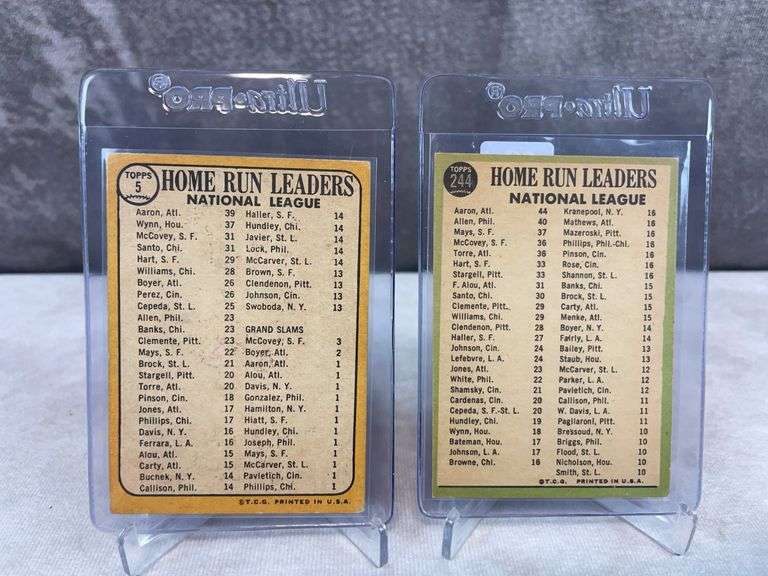 Ultra•PRO®
TOPPS
5
HOME RUN LEADERS
NATIONAL LEAGUE
Aaron, Atl. 39
Wynn, Hou. 37
McCovey, S. F. 31
Santo, Chi. 31
Hart, S. F. 29
Williams, Chi. 28
Boyer, Atl. 26
Perez, Cin. 26
Cepeda, St. L. 25
Allen, Phil. 23
Banks, Chi. 23
Clemente, Pitt. 23
Mays, S. F. 22
Brock, St. L. 21
Stargell, Pitt. 20
Torre, Atl. 20
Pinson, Cin. 18
Jones, Atl. 17
Phillips, Chi. 17
Davis, N. Y. 16
Ferrara, L. A. 16
Alou, Atl. 15
Carty, Atl. 15
Bucnek, N. Y. 14
Callison, Phil. 14
Haller, S. F. 14
Hundley, Chi. 14
Javier, St. L. 14
Lock, Phil. 14
McCarver, St. L. 14
Brown, S. F. 13
Clendenon, Pitt. 13
Johnson, Cin. 13
Swoboda, N. Y. 13
GRAND SLAMS
McCovey, S. F. 3
Boyer, Atl. 2
Aaron, Atl. 1
Alou, Atl. 1
Davis, N. Y. 1
Gonzalez, Phil. 1
Hamilton, N. Y. 1
Hiatt, S. F. 1
Hundley, Chi. 1
Joseph, Phil. 1
Mays, S. F. 1
McCarver, St. L. 1
Pavletich, Cin. 1
Phillips, Chi. 1
©T.C.G. PRINTED IN U.S.A.
Ultra•PRO®
TOPPS
244
HOME RUN LEADERS
NATIONAL LEAGUE
Aaron, Atl. 44
Allen, Phil. 40
Mays, S. F. 37
McCovey, S. F. 36
Torre, Atl. 36
Hart, S. F. 33
Stargell, Pitt. 33
F. Alou, Atl. 31
Santo, Chi. 30
Clemente, Pitt. 29
Williams, Chi. 29
Clendenon, Pitt. 28
Haller, S. F. 27
Johnson, Cin. 24
Lefebvre, L. A. 24
Jones, Atl. 23
White, Phil. 22
Shamsky, Cin. 21
Cardenas, Cin. 20
Cepeda, S. F.-St. L. 20
Hundley, Chi. 19
Wynn, Hou. 18
Bateman, Hou. 17
Johnson, L. A. 17
Browne, Chi. 16
Kranepool, N. Y. 16
Mathews, Atl. 16
Mazeroski, Pitt. 16
Phillips, Phil.-Chi. 16
Pinson, Cin. 16
Rose, Cin. 16
Shannon, St. L. 16
Banks, Chi. 15
Brock, St. L. 15
Carty, Atl. 15
Menke, Atl. 15
Boyer, N. Y. 14
Fairly, L. A. 14
Bailey, Pitt. 13
Staub, Hou. 13
McCarver, St. L. 12
Parker, L. A. 12
Pavletich, Cin. 12
Callison, Phil. 11
W. Davis, L. A. 11
Pagliaroni, Pitt. 11
Bressoud, N. Y. 10
Briggs, Phil. 10
Flood, St. L. 10
Nicholson, Hou. 10
Smith, St. L. 10
©T.C.G. PRINTED IN U.S.A.